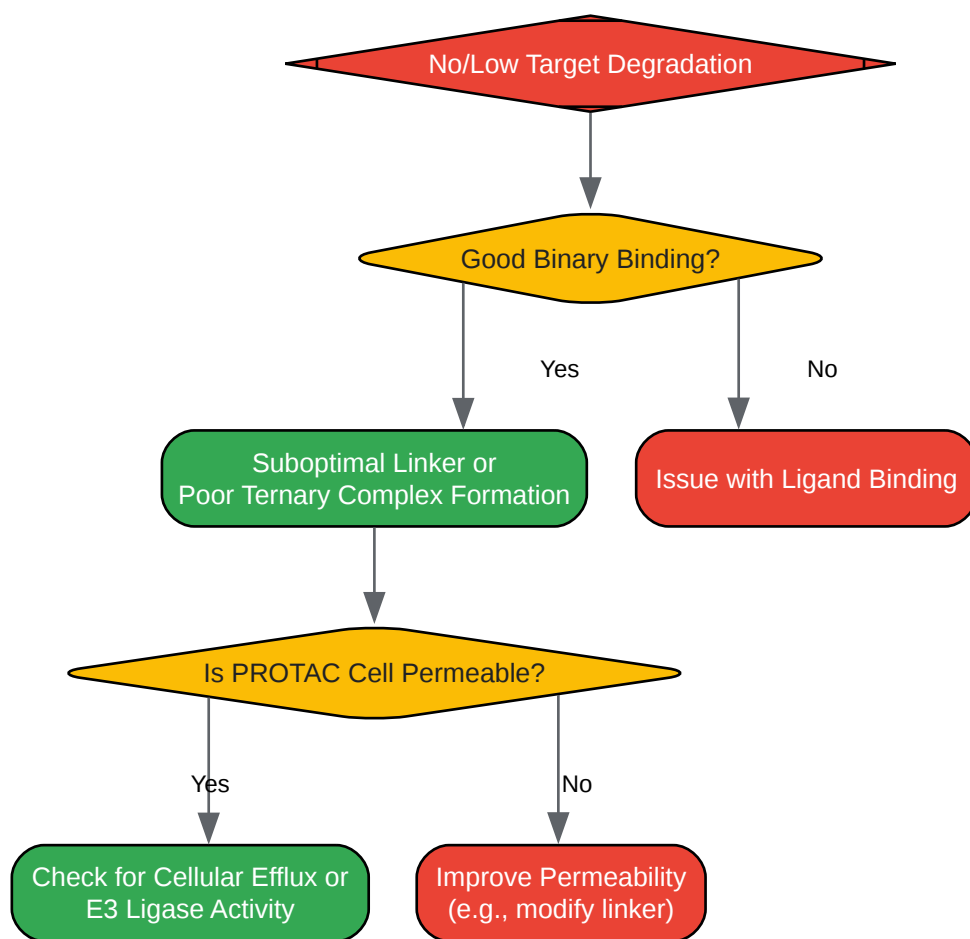 No/Low Target Degradation
Good Binary Binding?
Yes
No
Suboptimal Linker or
Poor Ternary Complex Formation
Issue with Ligand Binding
Is PROTAC Cell Permeable?
Yes
No
Check for Cellular Efflux or
E3 Ligase Activity
Improve Permeability
(e.g., modify linker)